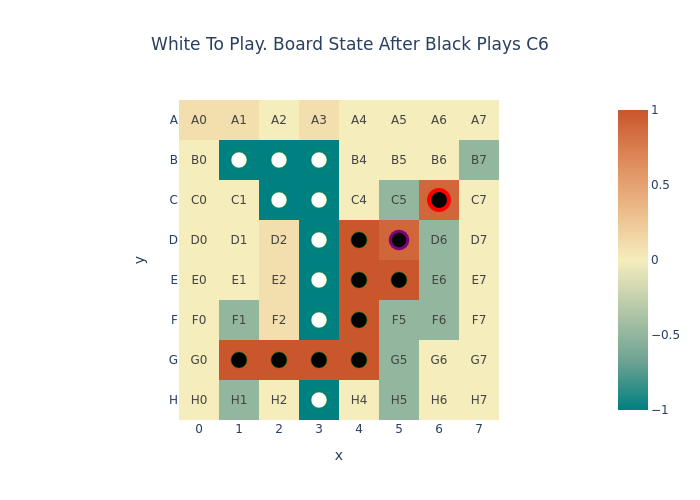 White To Play. Board State After Black Plays C6
A A0 A1 A2 A3 A4 A5 A6 A7
B B0 B4 B5 B6 B7
C C0 C1 C4 C5 C7
D D0 D1 D2 D6 D7
E E0 E1 E2 E6 E7
F F0 F1 F2 F5 F6 F7
G G0 G5 G6 G7
H H0 H1 H2 H4 H5 H6 H7
0 1 2 3 4 5 6 7
x
y
1
0.5
0
−0.5
−1